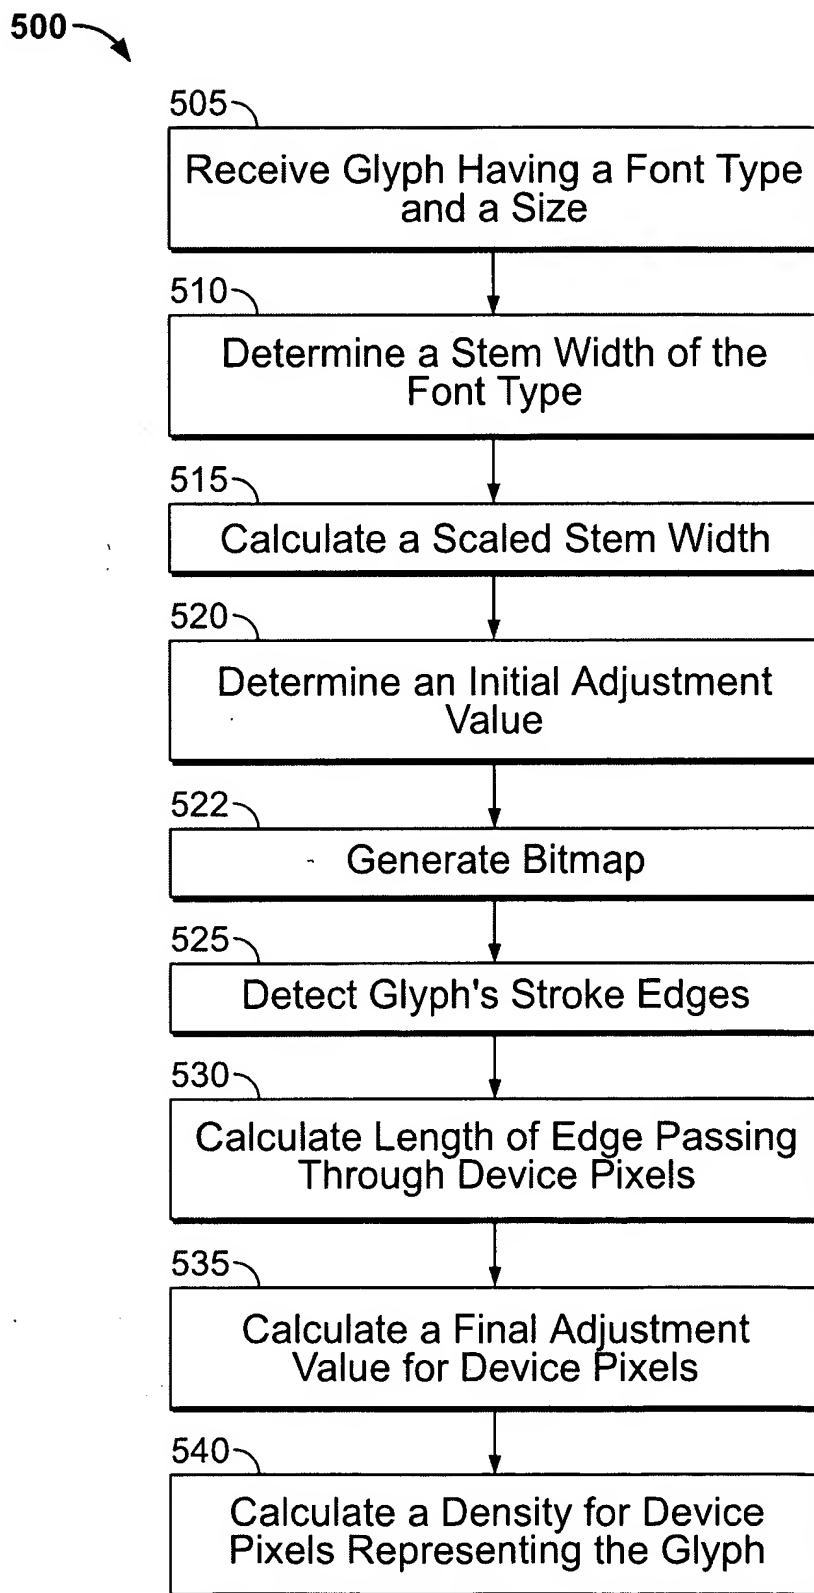 500
505
Receive Glyph Having a Font Type
and a Size
510
Determine a Stem Width of the
Font Type
515
Calculate a Scaled Stem Width
520
Determine an Initial Adjustment
Value
522
Generate Bitmap
525
Detect Glyph's Stroke Edges
530
Calculate Length of Edge Passing
Through Device Pixels
535
Calculate a Final Adjustment
Value for Device Pixels
540
Calculate a Density for Device
Pixels Representing the Glyph